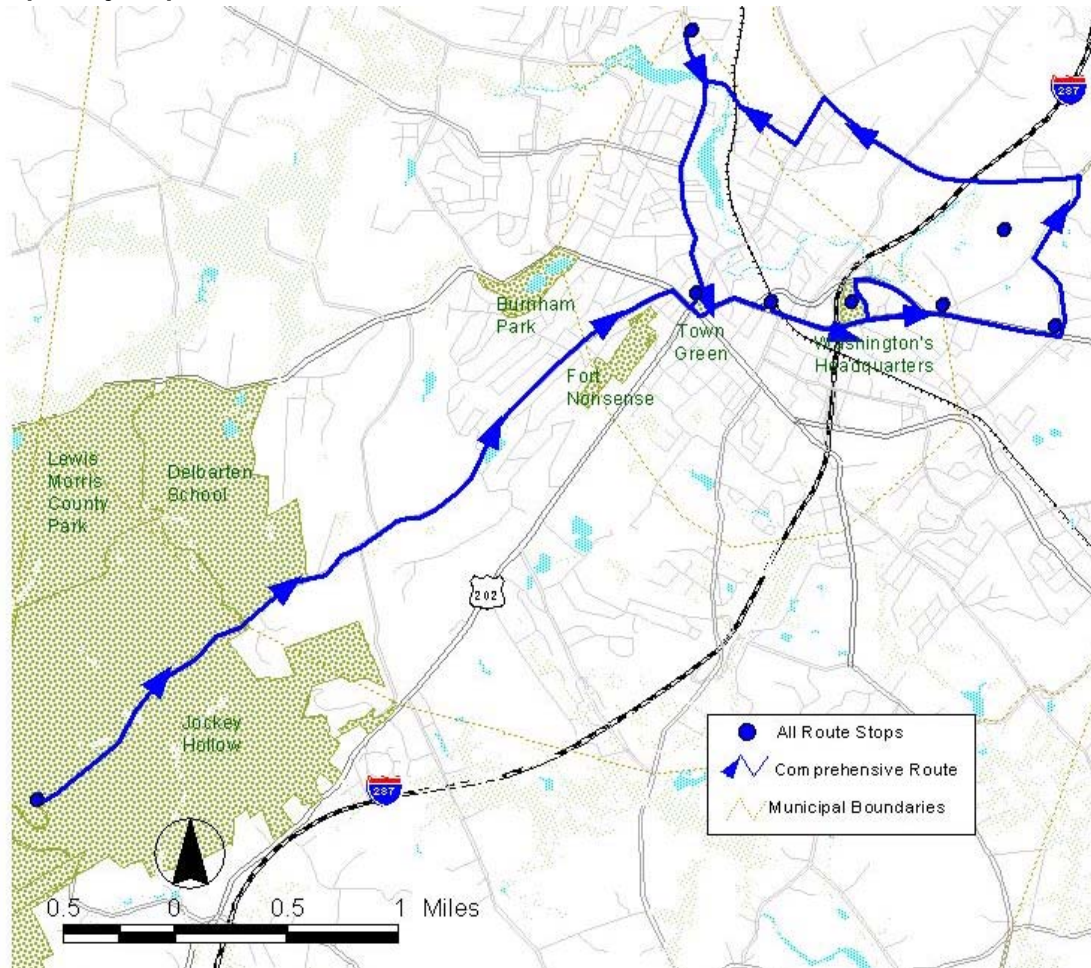 287
Burnham
Park
Town
Green
Washington's
Headquarters
Fort
Nonsense
Lewis
Morris
County
Park
Delbarten
School
202
Jockey
Hollow
287
All Route Stops
Comprehensive Route
Municipal Boundaries
0.5 0 0.5 1 Miles